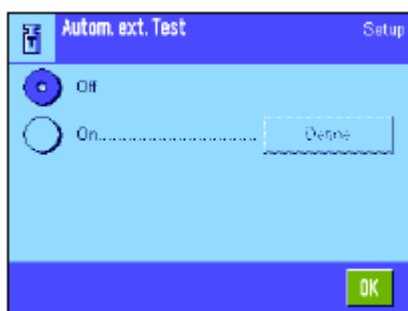 Autom. ext. Test Setup
Off
On........................................ Define
OK